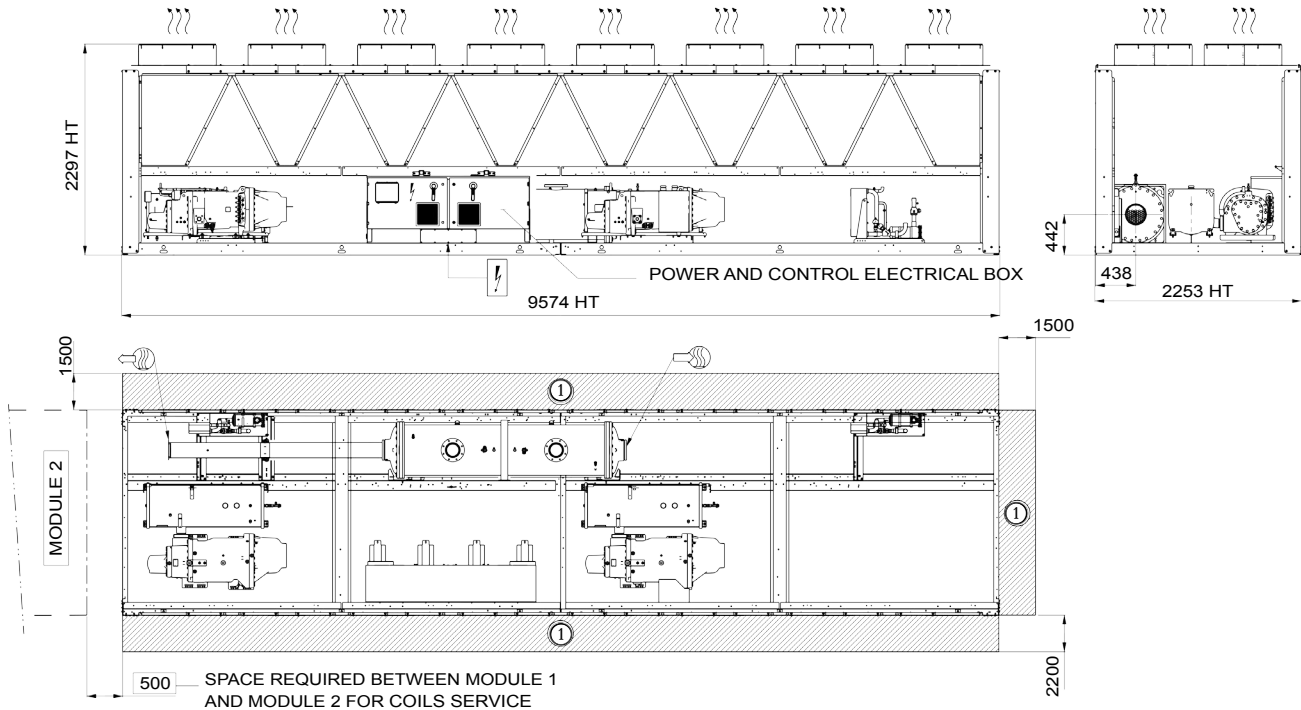 2297 HT
POWER AND CONTROL ELECTRICAL BOX
9574 HT
442
438
2253 HT
1500
1500
1
MODULE 2
1
1
2200
500
SPACE REQUIRED BETWEEN MODULE 1
AND MODULE 2 FOR COILS SERVICE